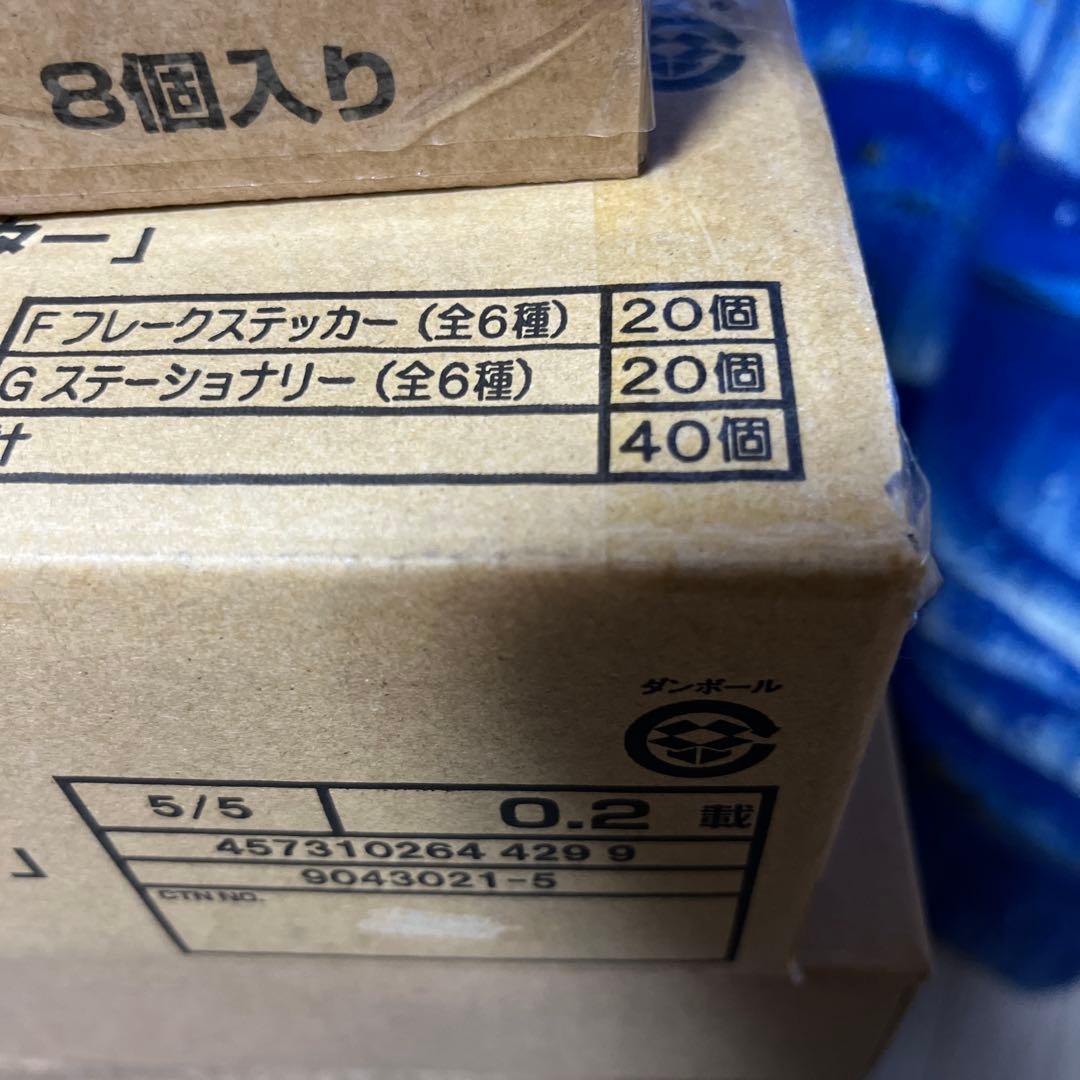 8個入り
ター」
Fフレークステッカー(全6種) 20個
Gステーショナリー(全6種) 20個
計 40個
ダンボール
5/5 0.2 載
457310264 429 9
9043021-5
」
CTN NO.